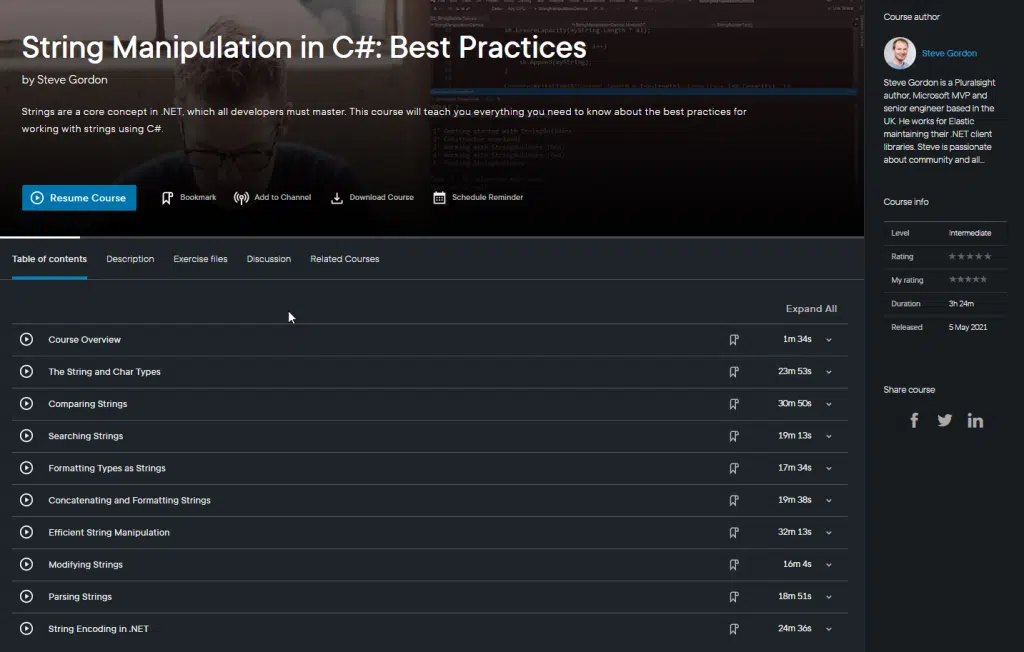 String Manipulation in C#: Best Practices
by Steve Gordon
Strings are a core concept in .NET, which all developers must master. This course will teach you everything you need to know about the best practices for
working with strings using C#.
Resume Course
Bookmark
Add to Channel
Download Course
Schedule Reminder
Table of contents
Description
Exercise files
Discussion
Related Courses
Expand All
Course Overview 1m 34s
The String and Char Types 23m 53s
Comparing Strings 30m 50s
Searching Strings 19m 13s
Formatting Types as Strings 17m 34s
Concatenating and Formatting Strings 19m 38s
Efficient String Manipulation 32m 13s
Modifying Strings 16m 4s
Parsing Strings 18m 51s
String Encoding in .NET 24m 36s
Course author
Steve Gordon
Steve Gordon is a Pluralsight
author, Microsoft MVP and
senior engineer based in the
UK. He works for Elastic
maintaining their .NET client
libraries. Steve is passionate
about community and all...
Course info
Level Intermediate
Rating
My rating
Duration 3h 24m
Released 5 May 2021
Share course